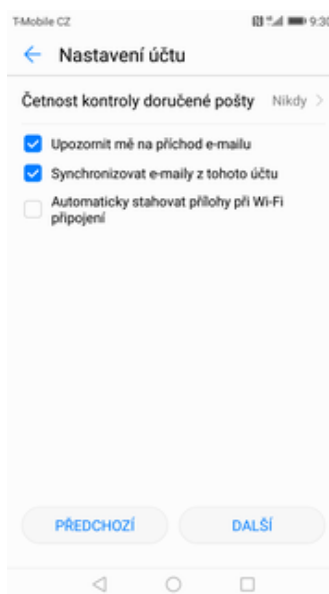 T-Mobile CZ 9:30
Nastavení účtu
Četnost kontroly doručené pošty Nikdy
Upozornit mě na příchod e-mailu
Synchronizovat e-maily z tohoto účtu
Automaticky stahovat přílohy při Wi-Fi
připojení
PŘEDCHOZÍ DALŠÍ